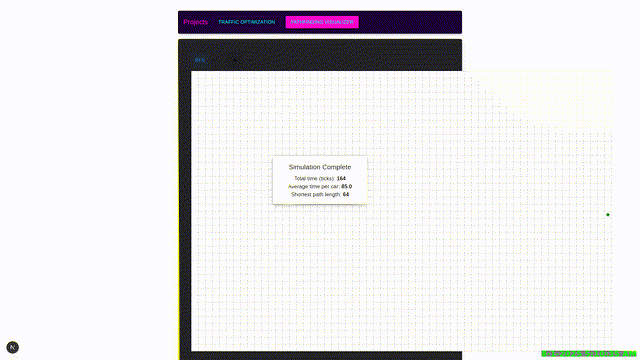 Projects TRAFFIC OPTIMIZATION PATHFINDING VISUALIZER
Simulation Complete
Total time (ticks): 164
Average time per car: 85.0
Shortest path length: 64
N